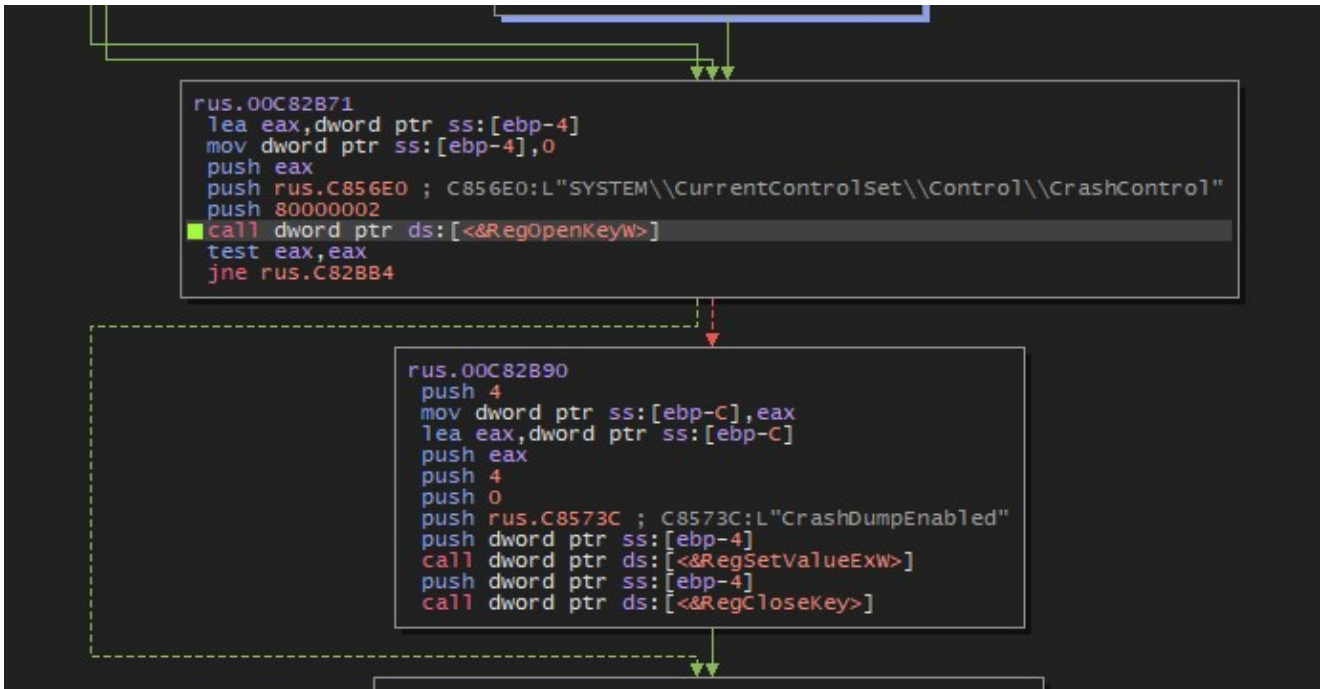 rus.00C82B71
lea eax,dword ptr ss:[ebp-4]
mov dword ptr ss:[ebp-4],0
push eax
push rus.C856E0 ; C856E0:L"SYSTEM\\CurrentControlSet\\Control\\CrashControl"
push 80000002
call dword ptr ds:[<&RegOpenKeyW>]
test eax,eax
jne rus.C82BB4
rus.00C82B90
push 4
mov dword ptr ss:[ebp-C],eax
lea eax,dword ptr ss:[ebp-C]
push eax
push 4
push 0
push rus.C8573C ; C8573C:L"CrashDumpEnabled"
push dword ptr ss:[ebp-4]
call dword ptr ds:[<&RegSetValueExW>]
push dword ptr ss:[ebp-4]
call dword ptr ds:[<&RegCloseKey>]